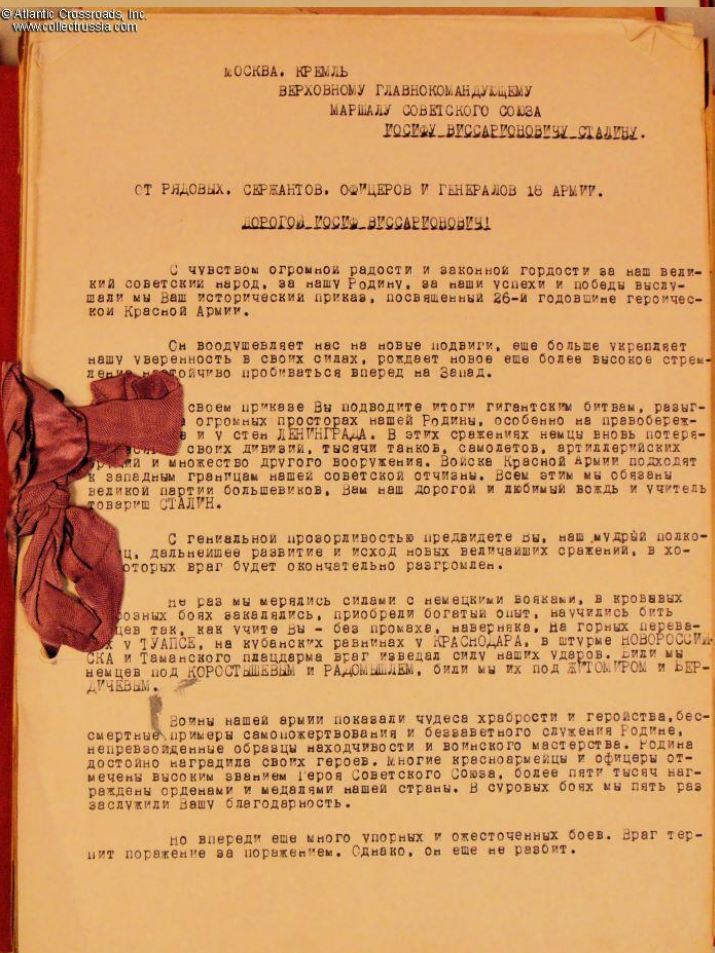 © Atlantic Crossroads, Inc.
www.collectrussia.com
МОСКВА. КРЕМЛЬ
ВЕРХОВНОМУ ГЛАВНОКОМАНДУЮЩЕМУ
МАРШАЛУ СОВЕТСКОГО СОЮЗА
ИОСИФУ ВИССАРИОНОВИЧУ СТАЛИНУ.
ОТ РЯДОВЫХ. СЕРЖАНТОВ. ОФИЦЕРОВ И ГЕНЕРАЛОВ 18 АРМИИ.
ДОРОГОЙ ИОСИФ ВИССАРИОНОВИЧ!
С чувством огромной радости и законной гордости за наш вели-
кий советский народ, за нашу Родину, за наши успехи и победы выслу-
шали мы Ваш исторический приказ, посвященный 26-й годовщине героичес-
кой Красной Армии.
Он воодушевляет нас на новые подвиги, еще больше укрепляет
нашу уверенность в своих силах, рождает новое еще более высокое стрем-
ление настойчиво пробиваться вперед на Запад.
своем приказе Вы подводите итоги гигантским битвам, разыг-
огромных просторах нашей Родины, особенно на правобереж-
и у стен ЛЕНИНГРАДА. В этих сражениях немцы вновь потеря-
своих дивизий, тысячи танков, самолетов, артиллерийских
и множество другого вооружения. Войска Красной Армии подходят
к западным границам нашей советской отчизны. Всем этим мы обязаны
великой партии большевиков, Вам наш дорогой и любимый вождь и учитель
товарищ СТАЛИН.
С гениальной прозорливостью предвидете Вы, наш мудрый полко-
дальнейшее развитие и исход новых величайших сражений, в хо-
которых враг будет окончательно разгромлен.
Не раз мы мерялись силами с немецкими вояками, в кровавых
боях закалялись, приобрели богатый опыт, научились бить
так, как учите Вы - без промаха, наверняка. На горных перева-
у ТУАПСЕ, на кубанских равнинах у КРАСНОДАРА, в штурме НОВОРОССИЙ-
СКА и Таманского плацдарма враг изведал силу наших ударов. Били мы
немцев под КОРОСТЫШЕВЫМ и РАДОМЫШЛЕМ, били мы их под ЖИТОМИРОМ и БЕР-
ДИЧЕВЫМ.
Воины нашей армии показали чудеса храбрости и геройства, бес-
смертные примеры самопожертвования и беззаветного служения Родине,
непревзойденные образцы находчивости и воинского мастерства. Родина
достойно наградила своих героев. Многие красноармейцы и офицеры от-
мечены высоким званием Героя Советского Союза, более пяти тысяч наг-
раждены орденами и медалями нашей страны. В суровых боях мы пять раз
заслужили Вашу благодарность.
Но впереди еще много упорных и ожесточенных боев. Враг тер-
пит поражение за поражением. Однако, он еще не разбит.